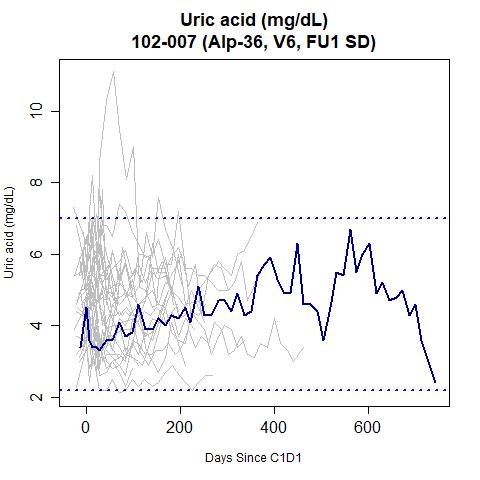 Uric acid (mg/dL)
102-007 (Alp-36, V6, FU1 SD)
Uric acid (mg/dL)
10
8
6
4
2
0
200
400
600
Days Since C1D1